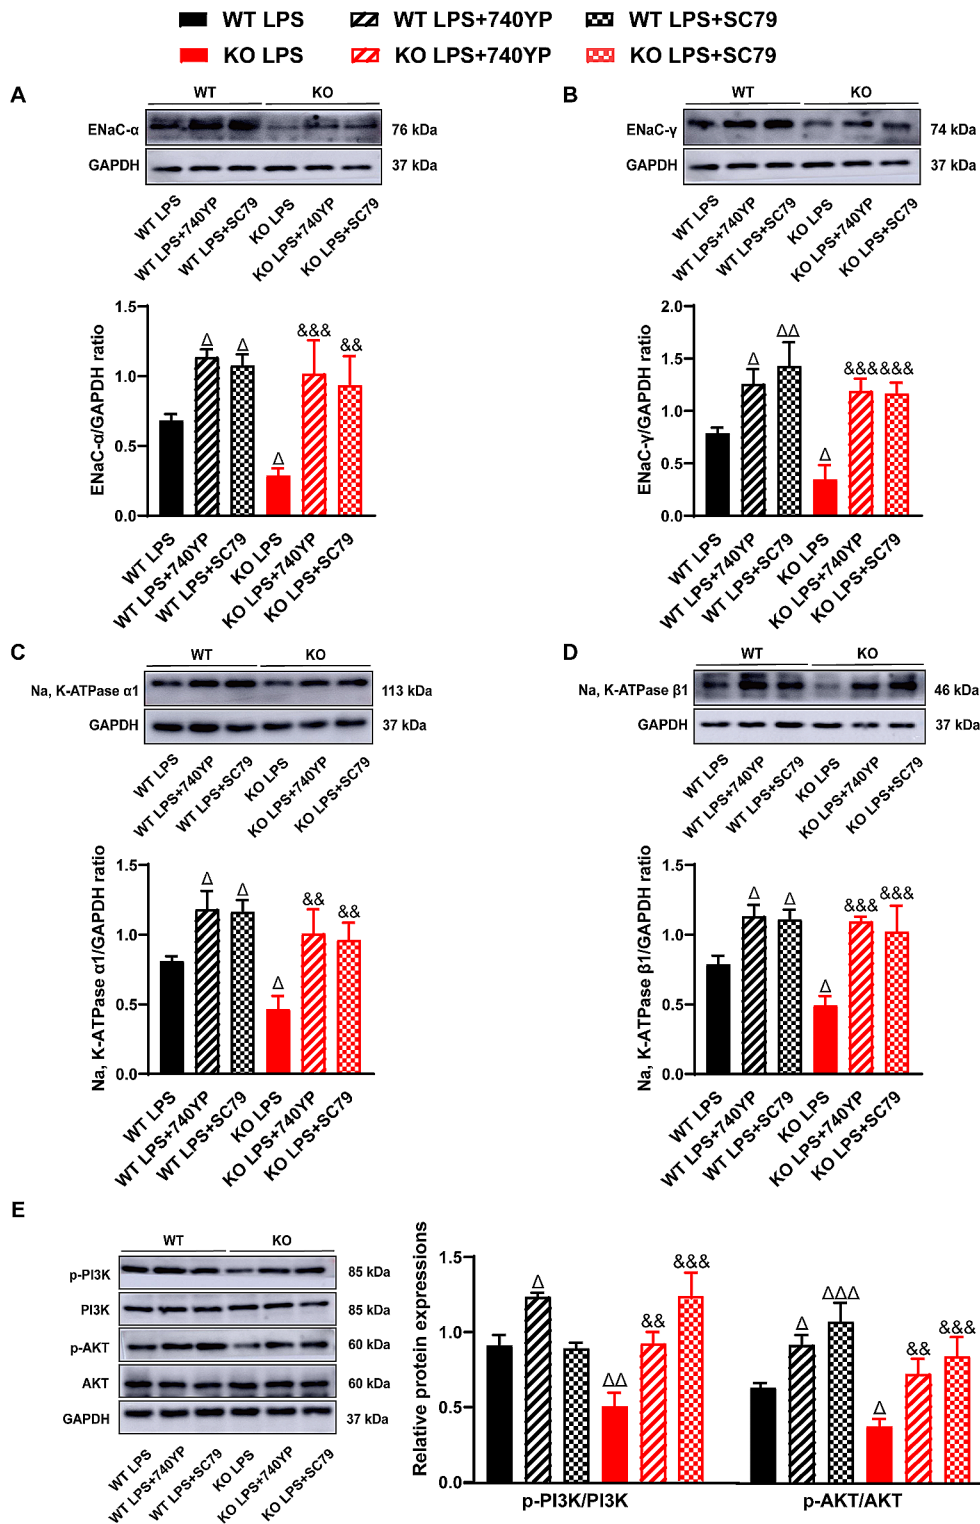 WT LPS WT LPS+740YP WT LPS+SC79
KO LPS KO LPS+740YP KO LPS+SC79
A
WT KO
ENaC-α 76 kDa
GAPDH 37 kDa
WT LPS
WT LPS+740YP
WT LPS+SC79
KO LPS
KO LPS+740YP
KO LPS+SC79
ENaC-α/GAPDH ratio
1.5
1.0
0.5
0.0
Δ Δ Δ &&& &&
WT LPS
WT LPS+740YP
WT LPS+SC79
KO LPS
KO LPS+740YP
KO LPS+SC79
B
WT KO
ENaC-γ 74 kDa
GAPDH 37 kDa
WT LPS
WT LPS+740YP
WT LPS+SC79
KO LPS
KO LPS+740YP
KO LPS+SC79
ENaC-γ/GAPDH ratio
2.0
1.5
1.0
0.5
0.0
Δ ΔΔ Δ &&& &&&
WT LPS
WT LPS+740YP
WT LPS+SC79
KO LPS
KO LPS+740YP
KO LPS+SC79
C
WT KO
Na, K-ATPase α1 113 kDa
GAPDH 37 kDa
WT LPS
WT LPS+740YP
WT LPS+SC79
KO LPS
KO LPS+740YP
KO LPS+SC79
Na, K-ATPase α1/GAPDH ratio
1.5
1.0
0.5
0.0
Δ Δ Δ && &&
WT LPS
WT LPS+740YP
WT LPS+SC79
KO LPS
KO LPS+740YP
KO LPS+SC79
D
WT KO
Na, K-ATPase β1 46 kDa
GAPDH 37 kDa
WT LPS
WT LPS+740YP
WT LPS+SC79
KO LPS
KO LPS+740YP
KO LPS+SC79
Na, K-ATPase β1/GAPDH ratio
1.5
1.0
0.5
0.0
Δ Δ Δ &&& &&&
WT LPS
WT LPS+740YP
WT LPS+SC79
KO LPS
KO LPS+740YP
KO LPS+SC79
E
WT KO
p-PI3K 85 kDa
PI3K 85 kDa
p-AKT 60 kDa
AKT 60 kDa
GAPDH 37 kDa
WT LPS
WT LPS+740YP
WT LPS+SC79
KO LPS
KO LPS+740YP
KO LPS+SC79
Relative protein expressions
1.5
1.0
0.5
0.0
Δ ΔΔ && &&& Δ ΔΔΔ Δ && &&&
p-PI3K/PI3K p-AKT/AKT